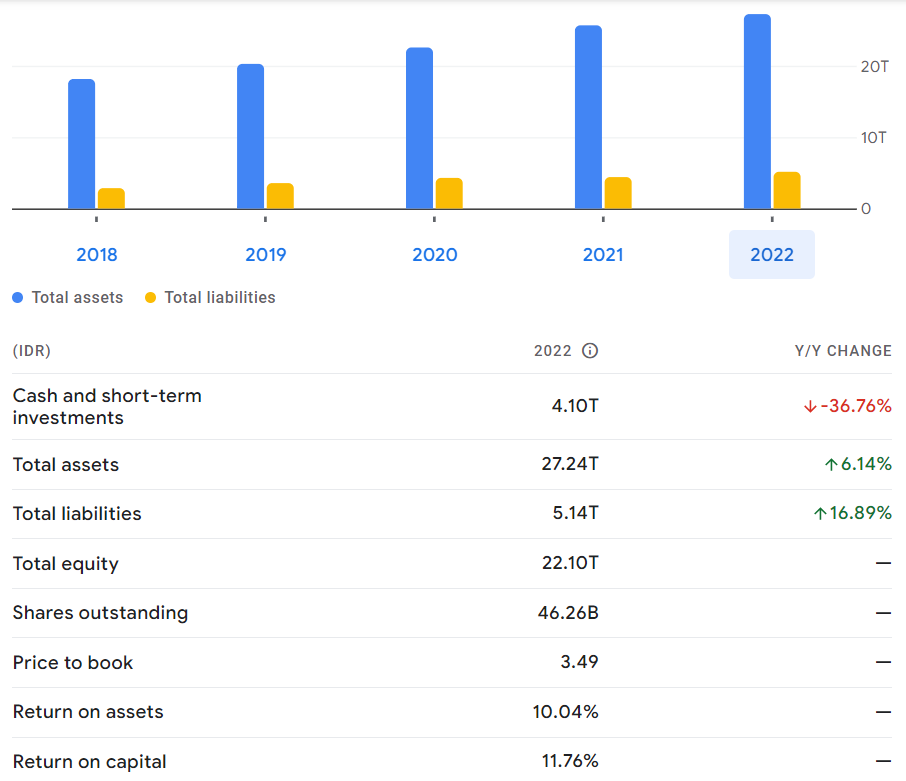 20T
10T
0
2018 2019 2020 2021 2022
Total assets Total liabilities
(IDR) 2022 Y/Y CHANGE
Cash and short-term
investments 4.10T -36.76%
Total assets 27.24T 6.14%
Total liabilities 5.14T 16.89%
Total equity 22.10T —
Shares outstanding 46.26B —
Price to book 3.49 —
Return on assets 10.04% —
Return on capital 11.76% —